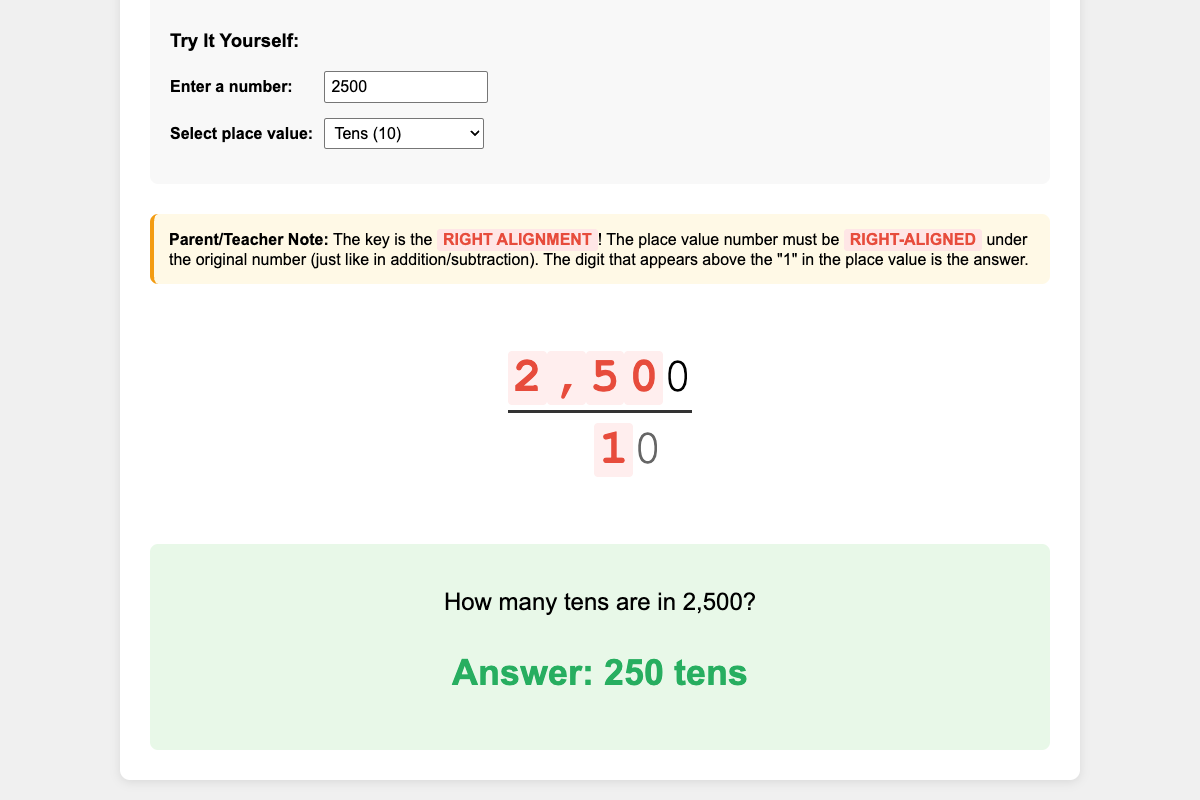 Try It Yourself:
Enter a number: 2500
Select place value: Tens (10)
Parent/Teacher Note: The key is the RIGHT ALIGNMENT! The place value number must be RIGHT-ALIGNED under
the original number (just like in addition/subtraction). The digit that appears above the "1" in the place value is the answer.
2,500
10
How many tens are in 2,500?
Answer: 250 tens